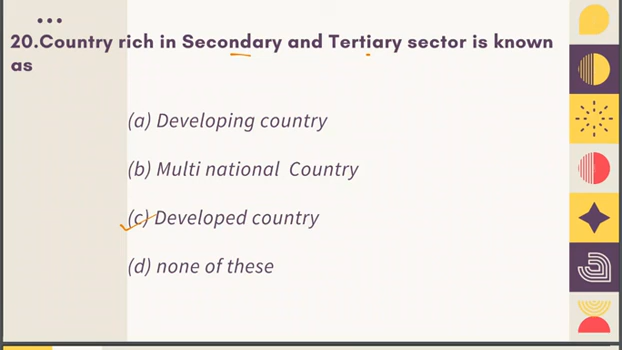 20.Country rich in Secondary and Tertiary sector is known
as
(a) Developing country
(b) Multi national Country
(c) Developed country
(d) none of these